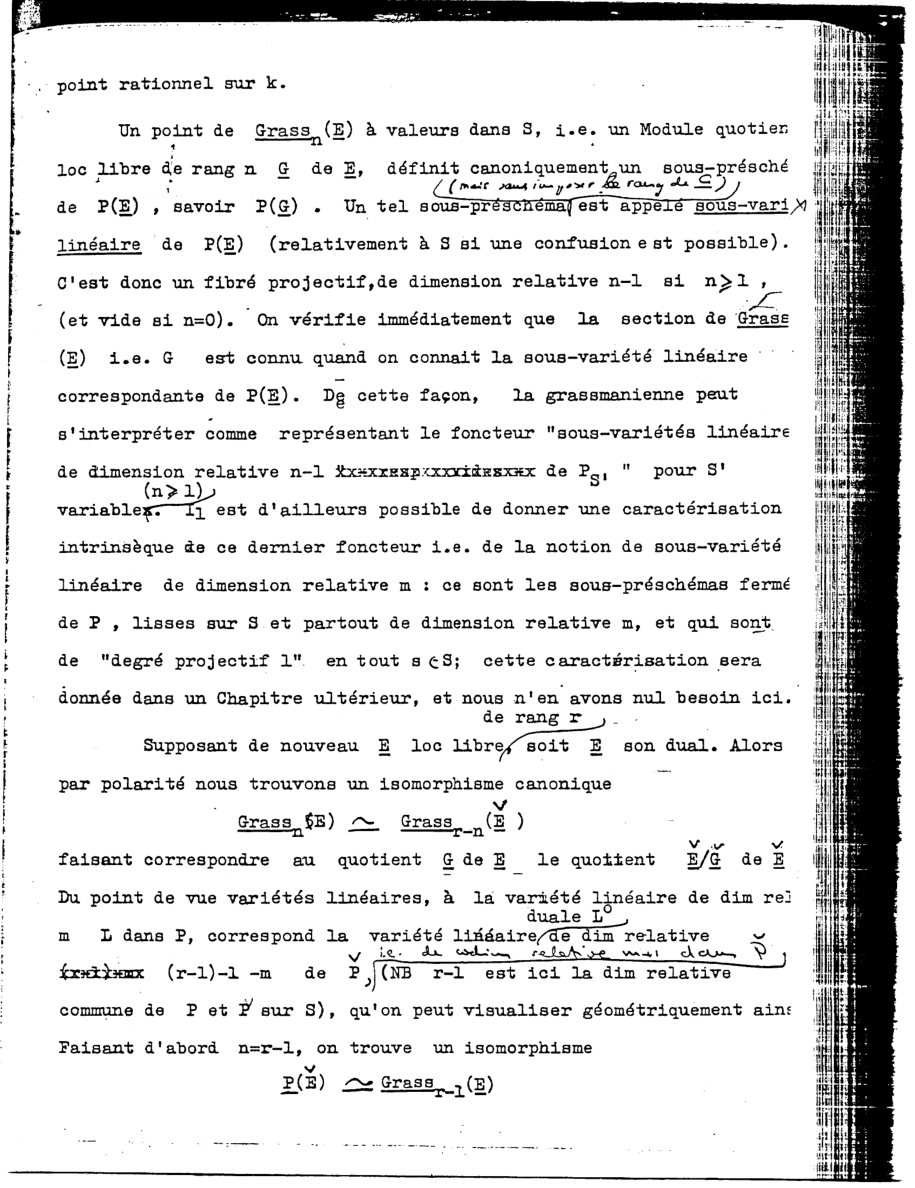 point rationnel sur k.
Un point de Grass_n(E) à valeurs dans S, i.e. un Module quotien
loc libre de rang n G de E, définit canoniquement un sous-présché
(mais sans imposer le rang de G)
de P(E) , savoir P(G) . Un tel sous-préschéma est appelé sous-vari
linéaire de P(E) (relativement à S si une confusion e st possible).
C'est donc un fibré projectif,de dimension relative n-1 si n⩾1 ,
(et vide si n=0). On vérifie immédiatement que la section de Grass
(E) i.e. G est connu quand on connait la sous-variété linéaire
correspondante de P(E). De cette façon, la grassmanienne peut
s'interpréter comme représentant le foncteur "sous-variétés linéaire
de dimension relative n-1 de P_S, " pour S'
(n⩾1)
variable. Il est d'ailleurs possible de donner une caractérisation
intrinsèque de ce dernier foncteur i.e. de la notion de sous-variété
linéaire de dimension relative m : ce sont les sous-préschémas fermé
de P , lisses sur S et partout de dimension relative m, et qui sont
de "degré projectif 1" en tout s ∈S; cette caractérisation sera
donnée dans un Chapitre ultérieur, et nous n'en avons nul besoin ici.
de rang r
Supposant de nouveau E loc libre, soit E son dual. Alors
par polarité nous trouvons un isomorphisme canonique
Grass_n(E) ≃ Grass_r-n(Ě )
faisant correspondre au quotient G de E le quotient Ě/Ǧ de Ě
Du point de vue variétés linéaires, à la variété linéaire de dim rel
duale L⁰
m L dans P, correspond la variété linéaire de dim relative
i.e. de codim relative m+1 dans P̌
(r-1)-1 -m de P̌, (NB r-1 est ici la dim relative
commune de P et P̌ sur S), qu'on peut visualiser géométriquement ains
Faisant d'abord n=r-1, on trouve un isomorphisme
P(Ě) ≃ Grass_r-1(E)